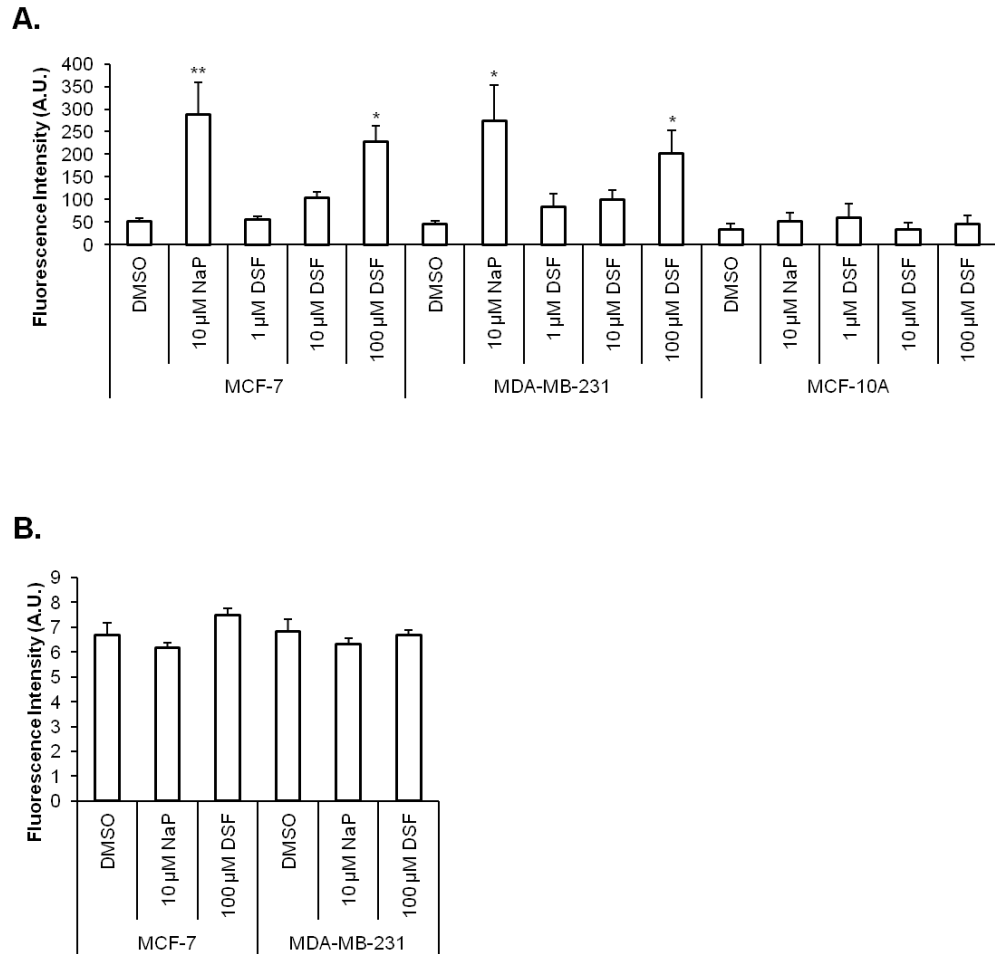 A.
Fluorescence Intensity (A.U.)
400
350
300
250
200
150
100
50
0
**
*
*
*
DMSO
10 µM NaP
1 µM DSF
10 µM DSF
100 µM DSF
DMSO
10 µM NaP
1 µM DSF
10 µM DSF
100 µM DSF
DMSO
10 µM NaP
1 µM DSF
10 µM DSF
100 µM DSF
MCF-7
MDA-MB-231
MCF-10A
B.
Fluorescence Intensity (A.U.)
9
8
7
6
5
4
3
2
1
0
DMSO
10 µM NaP
100 µM DSF
DMSO
10 µM NaP
100 µM DSF
MCF-7
MDA-MB-231